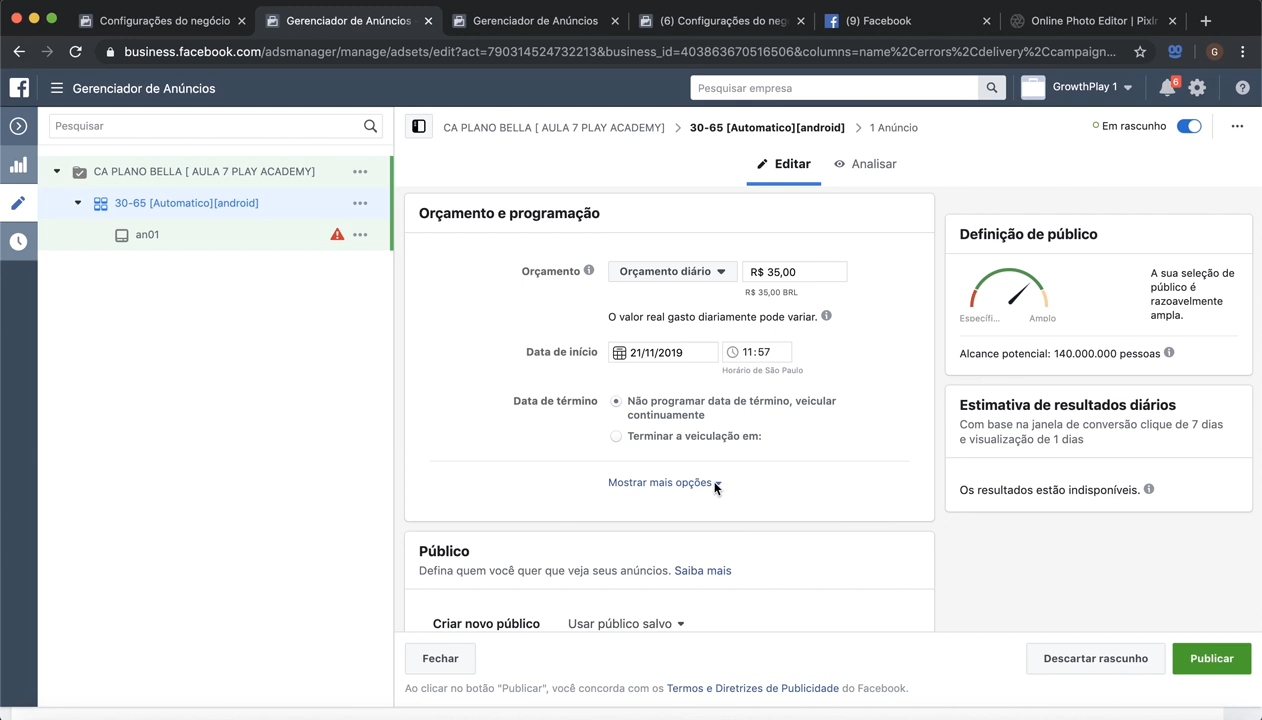 Configurações do negócio
Gerenciador de Anúncios
Gerenciador de Anúncios
(6) Configurações do neg
(9) Facebook
Online Photo Editor | Pixlr
business.facebook.com/adsmanager/manage/adsets/edit?act=790314524732213&business_id=403863670516506&columns=name%2Cerrors%2Cdelivery%2Ccampaign...
G
Gerenciador de Anúncios
Pesquisar empresa
GrowthPlay 1
6
Pesquisar
CA PLANO BELLA [ AULA 7 PLAY ACADEMY]
30-65 [Automatico][android]
an01
CA PLANO BELLA [ AULA 7 PLAY ACADEMY] > 30-65 [Automatico][android] > 1 Anúncio
Em rascunho
Editar
Analisar
Orçamento e programação
Orçamento
Orçamento diário
R$ 35,00
R$ 35,00 BRL
O valor real gasto diariamente pode variar.
Data de início
21/11/2019
11:57
Horário de São Paulo
Data de término
Não programar data de término, veicular
continuamente
Terminar a veiculação em:
Mostrar mais opções
Público
Defina quem você quer que veja seus anúncios. Saiba mais
Criar novo público
Usar público salvo
Definição de público
Específi...
Amplo
A sua seleção de
público é
razoavelmente
ampla.
Alcance potencial: 140.000.000 pessoas
Estimativa de resultados diários
Com base na janela de conversão clique de 7 dias
e visualização de 1 dias
Os resultados estão indisponíveis.
Fechar
Descartar rascunho
Publicar
Ao clicar no botão "Publicar", você concorda com os Termos e Diretrizes de Publicidade do Facebook.